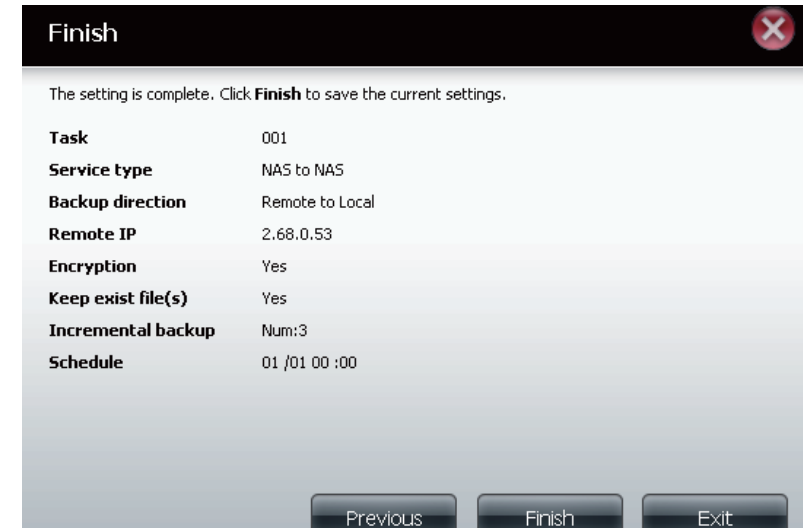 Finish
The setting is complete. Click Finish to save the current settings.
Task 001
Service type NAS to NAS
Backup direction Remote to Local
Remote IP 2.68.0.53
Encryption Yes
Keep exist file(s) Yes
Incremental backup Num:3
Schedule 01 /01 00 :00
Previous Finish Exit